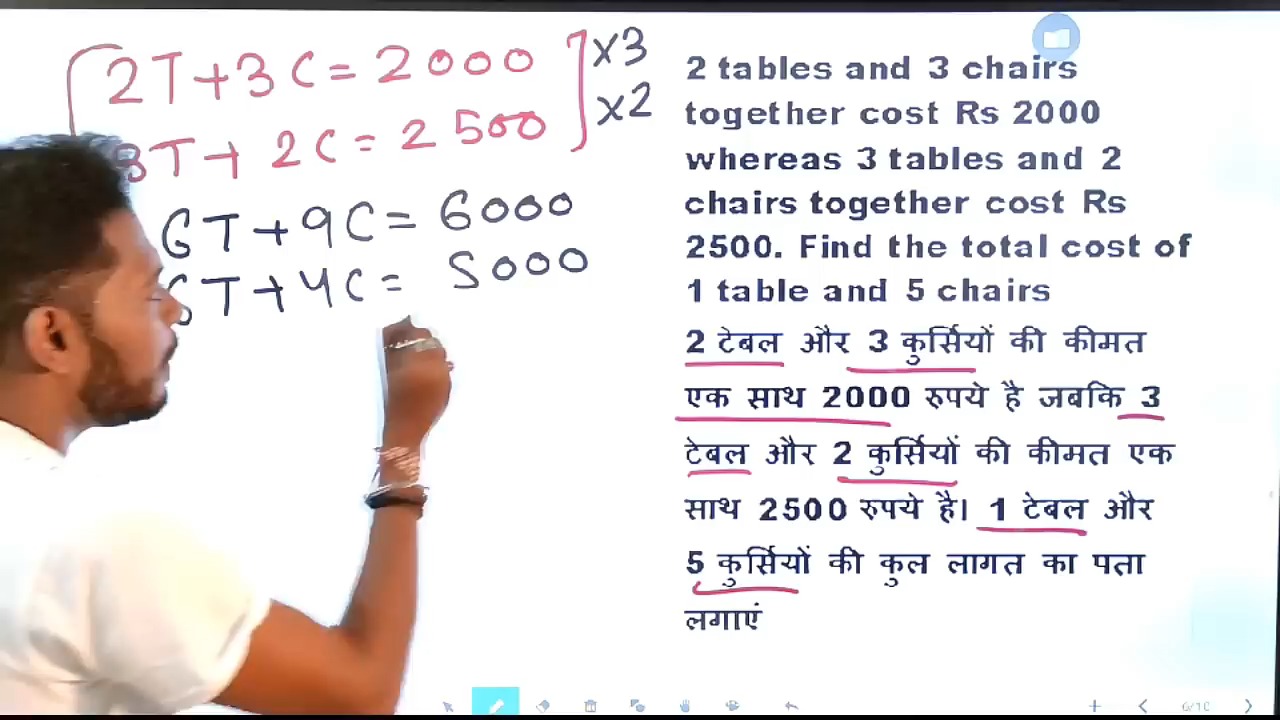 2T+3C=2000 ×3
3T+2C=2500 ×2
6T+9C=6000
6T+4C=5000
2 tables and 3 chairs
together cost Rs 2000
whereas 3 tables and 2
chairs together cost Rs
2500. Find the total cost of
1 table and 5 chairs
2 टेबल और 3 कुर्सियों की कीमत
एक साथ 2000 रुपये है जबकि 3
टेबल और 2 कुर्सियों की कीमत एक
साथ 2500 रुपये है। 1 टेबल और
5 कुर्सियों की कुल लागत का पता
लगाएं
6/10